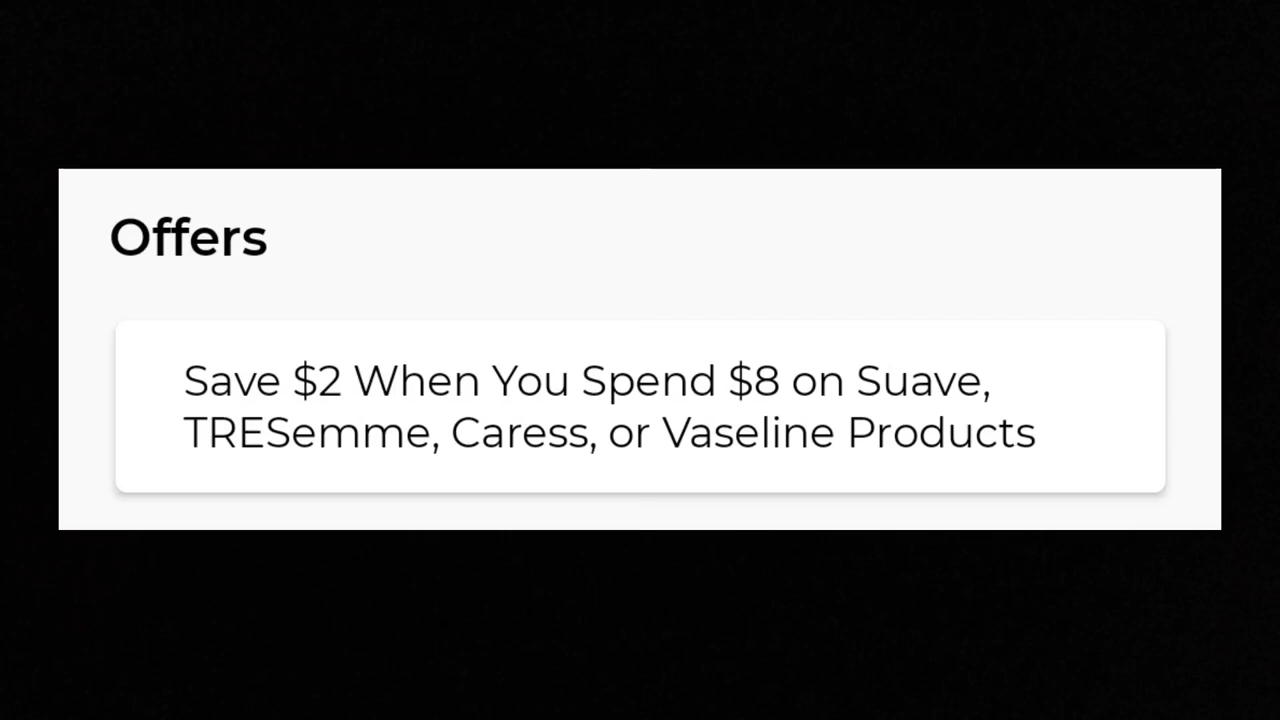 Offers
Save $2 When You Spend $8 on Suave,
TRESemme, Caress, or Vaseline Products